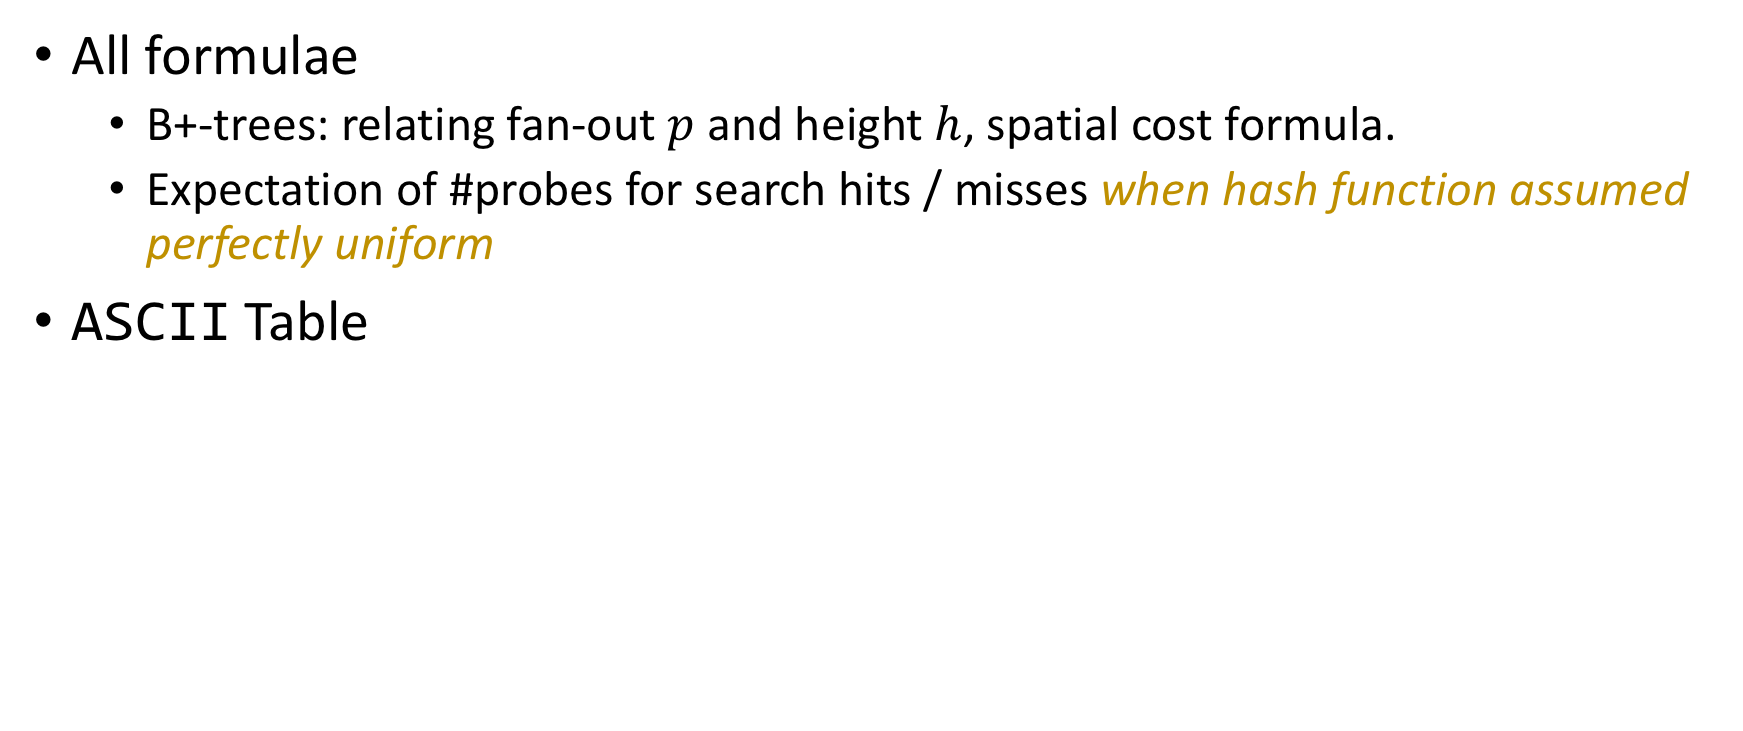 • All formulae
• B+-trees: relating fan-out 𝑝 and height ℎ, spatial cost formula.
• Expectation of #probes for search hits / misses when hash function assumed
perfectly uniform
• ASCII Table